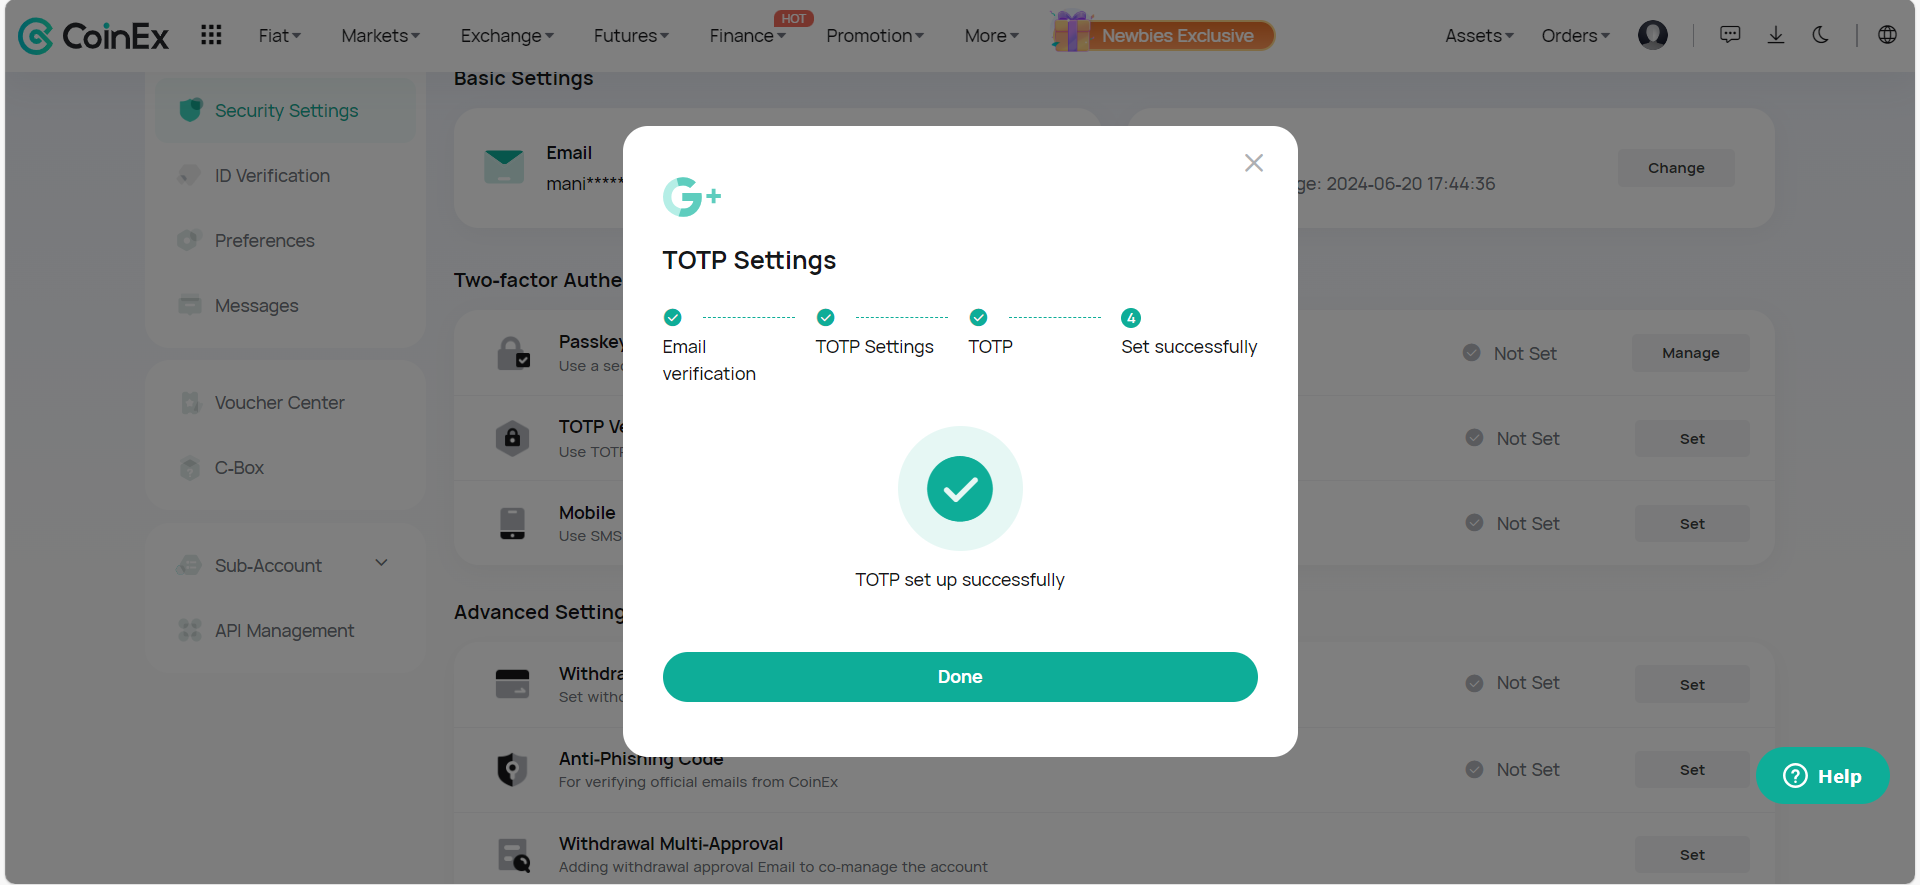 CoinEx
Fiat
Markets
Exchange
Futures
Finance
HOT
Promotion
More
Newbies Exclusive
Assets
Orders
Security Settings
ID Verification
Preferences
Messages
Voucher Center
C-Box
Sub-Account
API Management
Basic Settings
Email
mani*****
ge: 2024-06-20 17:44:36
Change
Two-factor Authe
Passkey
Use a sec
Not Set
Manage
TOTP Ve
Use TOTP
Not Set
Set
Mobile
Use SMS
Not Set
Set
Advanced Setting
Withdra
Set withd
Not Set
Set
Anti-Phishing Code
For verifying official emails from CoinEx
Not Set
Set
Withdrawal Multi-Approval
Adding withdrawal approval Email to co-manage the account
Set
G+
TOTP Settings
Email
verification
TOTP Settings
TOTP
4
Set successfully
TOTP set up successfully
Done
Help